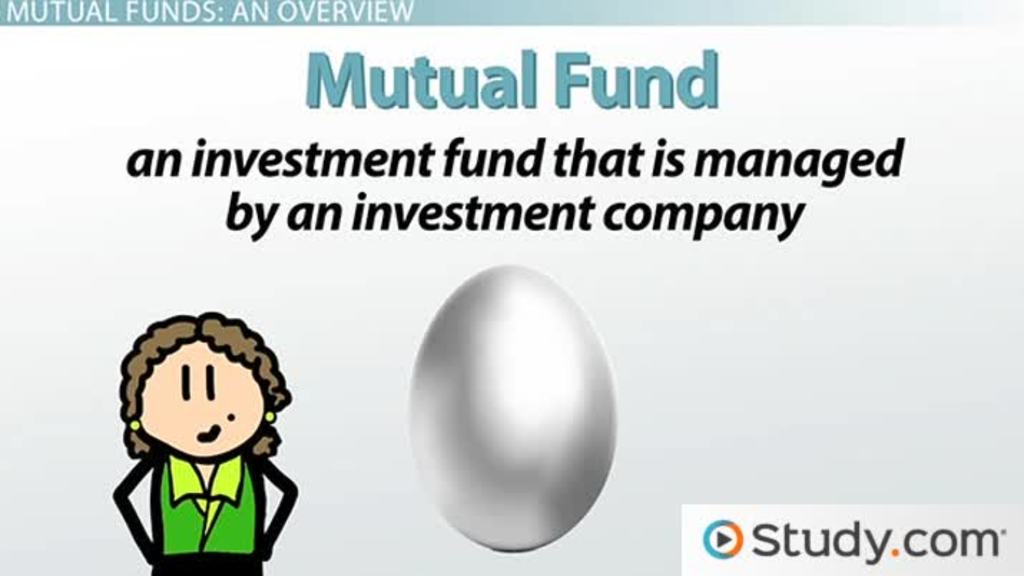 MUTUAL FUNDS: AN OVERVIEW
Mutual Fund
an investment fund that is managed
by an investment company
Study.com